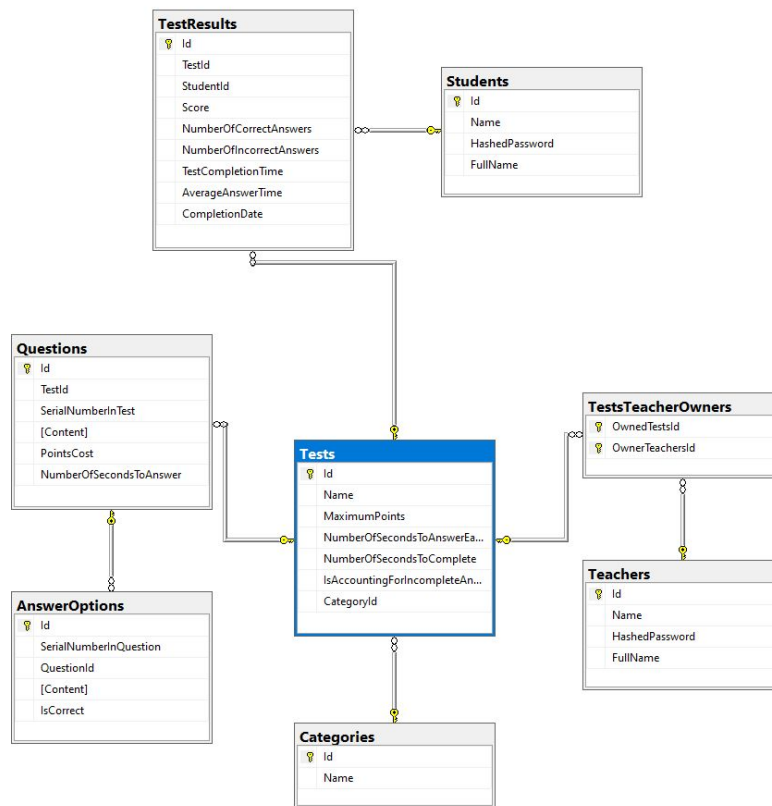 TestResults
Id
TestId
StudentId
Score
NumberOfCorrectAnswers
NumberOfIncorrectAnswers
TestCompletionTime
AverageAnswerTime
CompletionDate
Students
Id
Name
HashedPassword
FullName
Questions
Id
TestId
SerialNumberInTest
[Content]
PointsCost
NumberOfSecondsToAnswer
Tests
Id
Name
MaximumPoints
NumberOfSecondsToAnswerEa...
NumberOfSecondsToComplete
IsAccountingForIncompleteAn...
CategoryId
TestsTeacherOwners
OwnedTestsId
OwnerTeachersId
AnswerOptions
Id
SerialNumberInQuestion
QuestionId
[Content]
IsCorrect
Teachers
Id
Name
HashedPassword
FullName
Categories
Id
Name